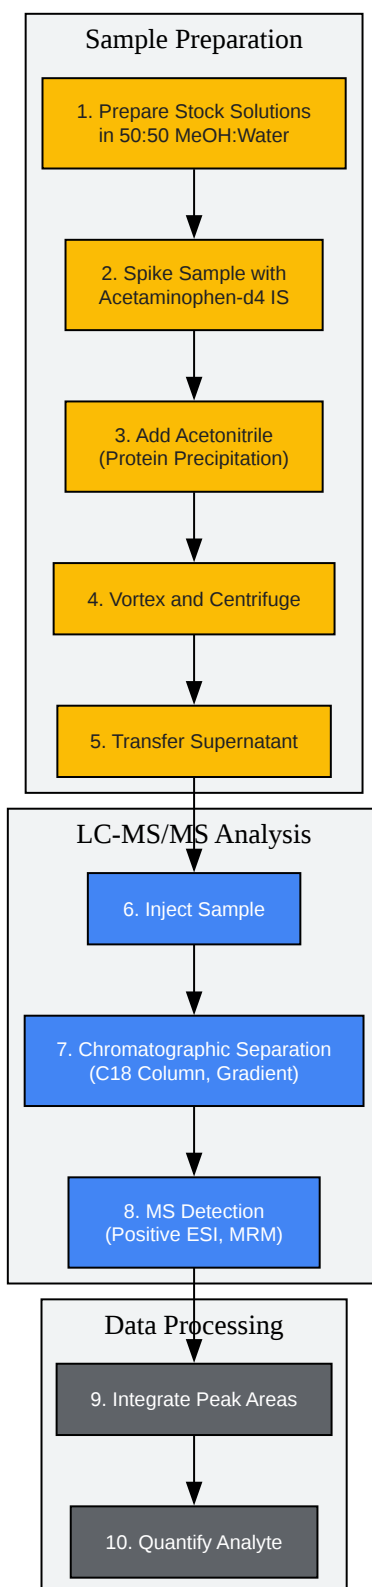 Sample Preparation
1. Prepare Stock Solutions
in 50:50 MeOH:Water
2. Spike Sample with
Acetaminophen-d4 IS
3. Add Acetonitrile
(Protein Precipitation)
4. Vortex and Centrifuge
5. Transfer Supernatant
LC-MS/MS Analysis
6. Inject Sample
7. Chromatographic Separation
(C18 Column, Gradient)
8. MS Detection
(Positive ESI, MRM)
Data Processing
9. Integrate Peak Areas
10. Quantify Analyte